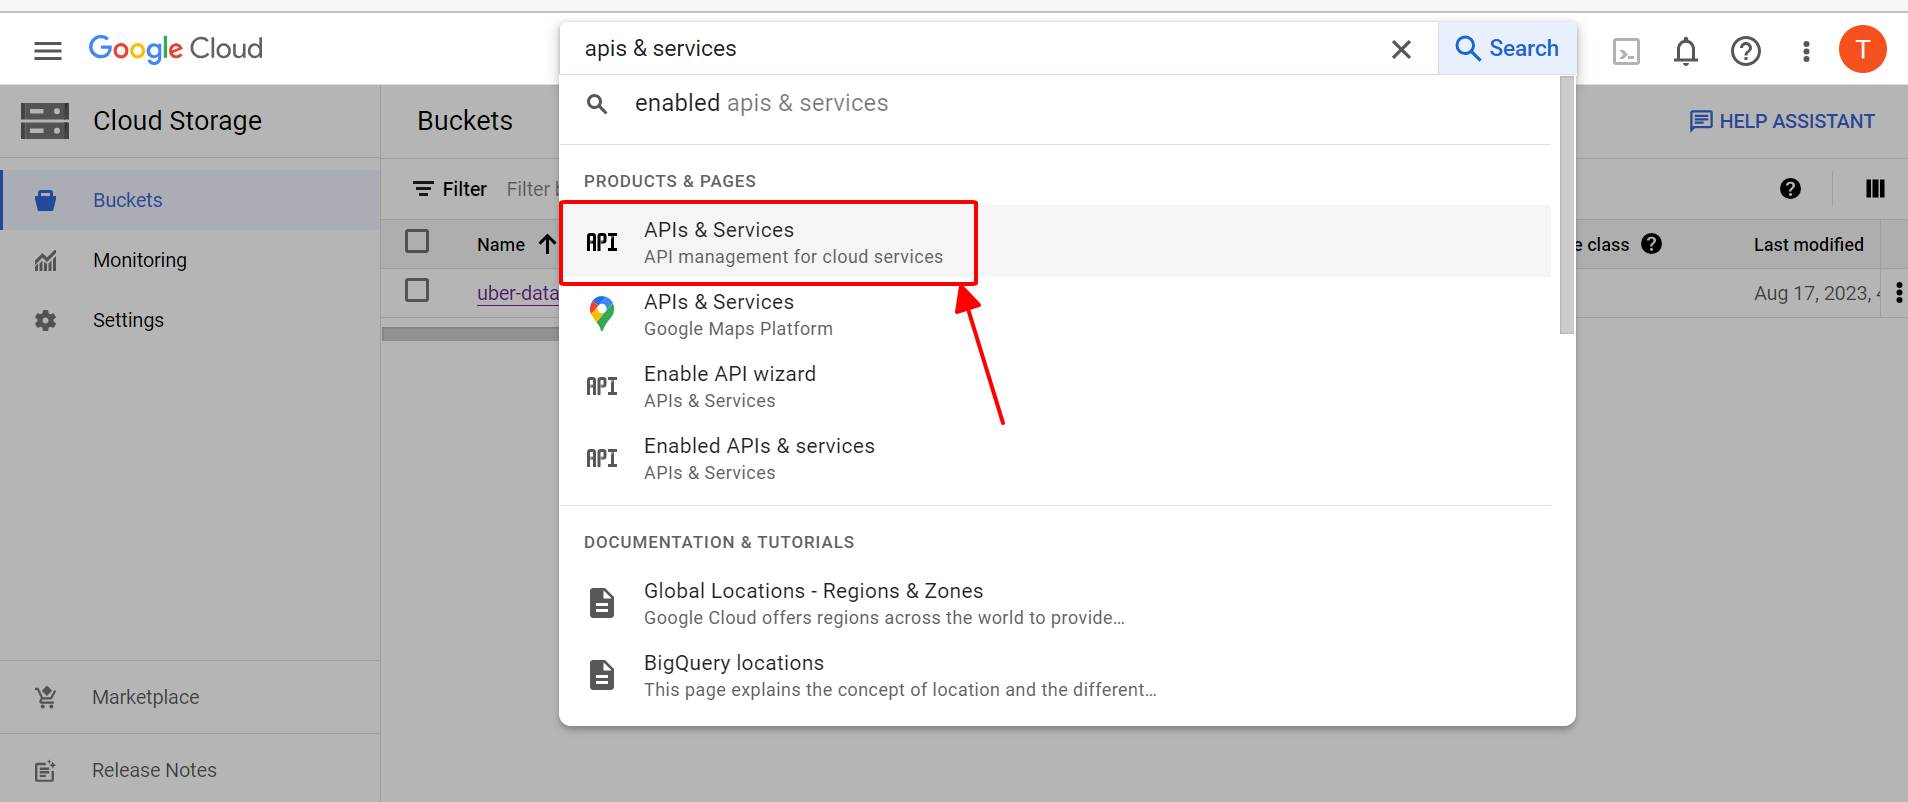 Google Cloud
apis & services
Search
T
Cloud Storage
Buckets
Monitoring
Settings
Marketplace
Release Notes
Buckets
HELP ASSISTANT
Filter Filter
Name
class
Last modified
uber-data
Aug 17, 2023,
enabled apis & services
PRODUCTS & PAGES
API
APIs & Services
API management for cloud services
APIs & Services
Google Maps Platform
API
Enable API wizard
APIs & Services
API
Enabled APIs & services
APIs & Services
DOCUMENTATION & TUTORIALS
Global Locations - Regions & Zones
Google Cloud offers regions across the world to provide…
BigQuery locations
This page explains the concept of location and the different…